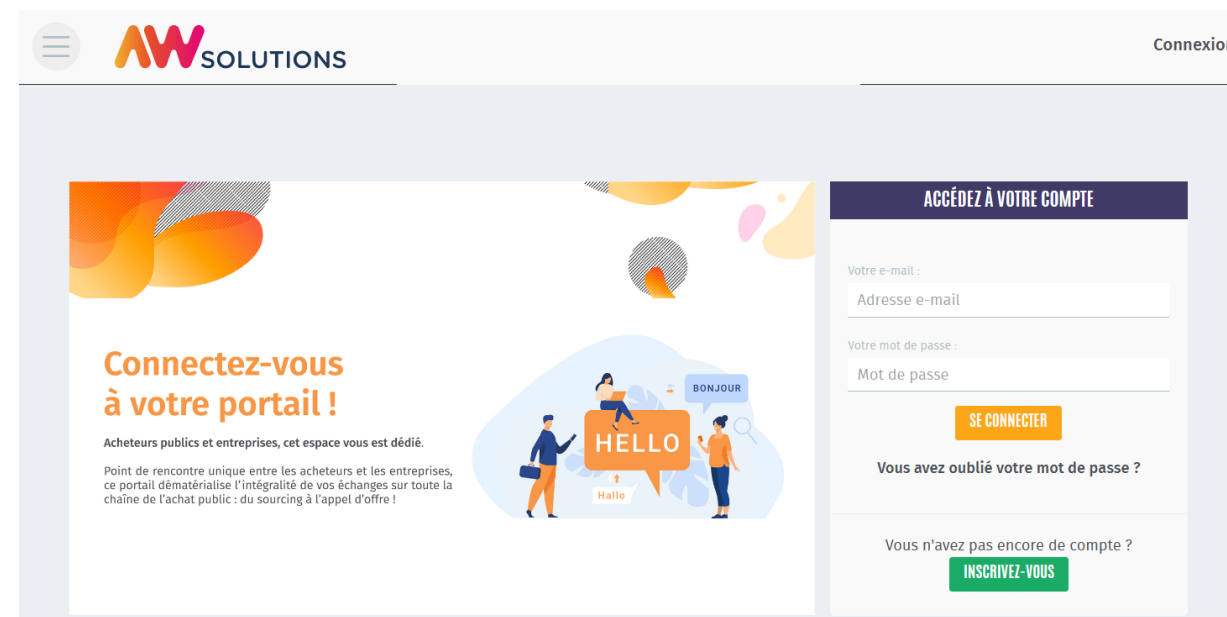 AWSOLUTIONS
Connexion
Connectez-vous
à votre portail !
Acheteurs publics et entreprises, cet espace vous est dédié.
Point de rencontre unique entre les acheteurs et les entreprises,
ce portail dématérialise l'intégralité de vos échanges sur toute la
chaîne de l'achat public : du sourcing à l'appel d'offre !
BONJOUR
HELLO
Hallo
ACCÉDEZ À VOTRE COMPTE
Votre e-mail :
Adresse e-mail
Votre mot de passe :
Mot de passe
SE CONNECTER
Vous avez oublié votre mot de passe ?
Vous n'avez pas encore de compte ?
INSCRIVEZ-VOUS